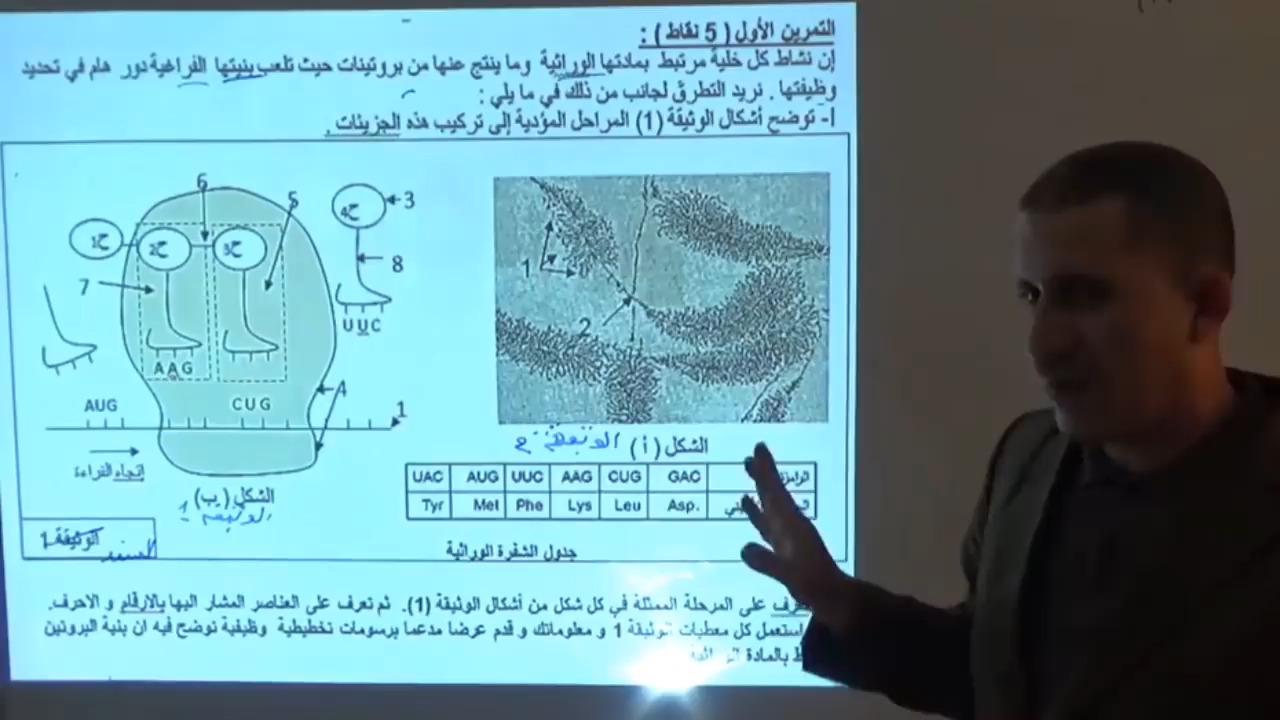 التمرين الأول ( 5 نقاط ) :
إن نشاط كل خلية مرتبط بمادتها الوراثية وما ينتج عنها من بروتينات حيث تلعب بنيتها الفراغية دور هام في تحديد
وظيفتها . نريد التطرق لجانب من ذلك في ما يلي :
أ- توضح أشكال الوثيقة (1) المراحل المؤدية إلى تركيب هذه الجزيئات .
6
5
3
ح1
ح2
ح3
ح4
7
8
UUC
AAG
4
AUG
CUG
1
اتجاه القراءة
الشكل (ب)
الوثيقة 1
1
2
الشكل (أ)
UAC AUG UUC AAG CUG GAC
Tyr Met Phe Lys Leu Asp.
جدول الشفرة الوراثية
على المرحلة الممثلة في كل شكل من أشكال الوثيقة (1). ثم تعرف على العناصر المشار اليها بالارقام و الاحرف.
استعمل كل معطيات الوثيقة 1 و معلوماتك و قدم عرضا مدعما برسومات تخطيطية وظيفية توضح فيه ان بنية البروتين
بالمادة